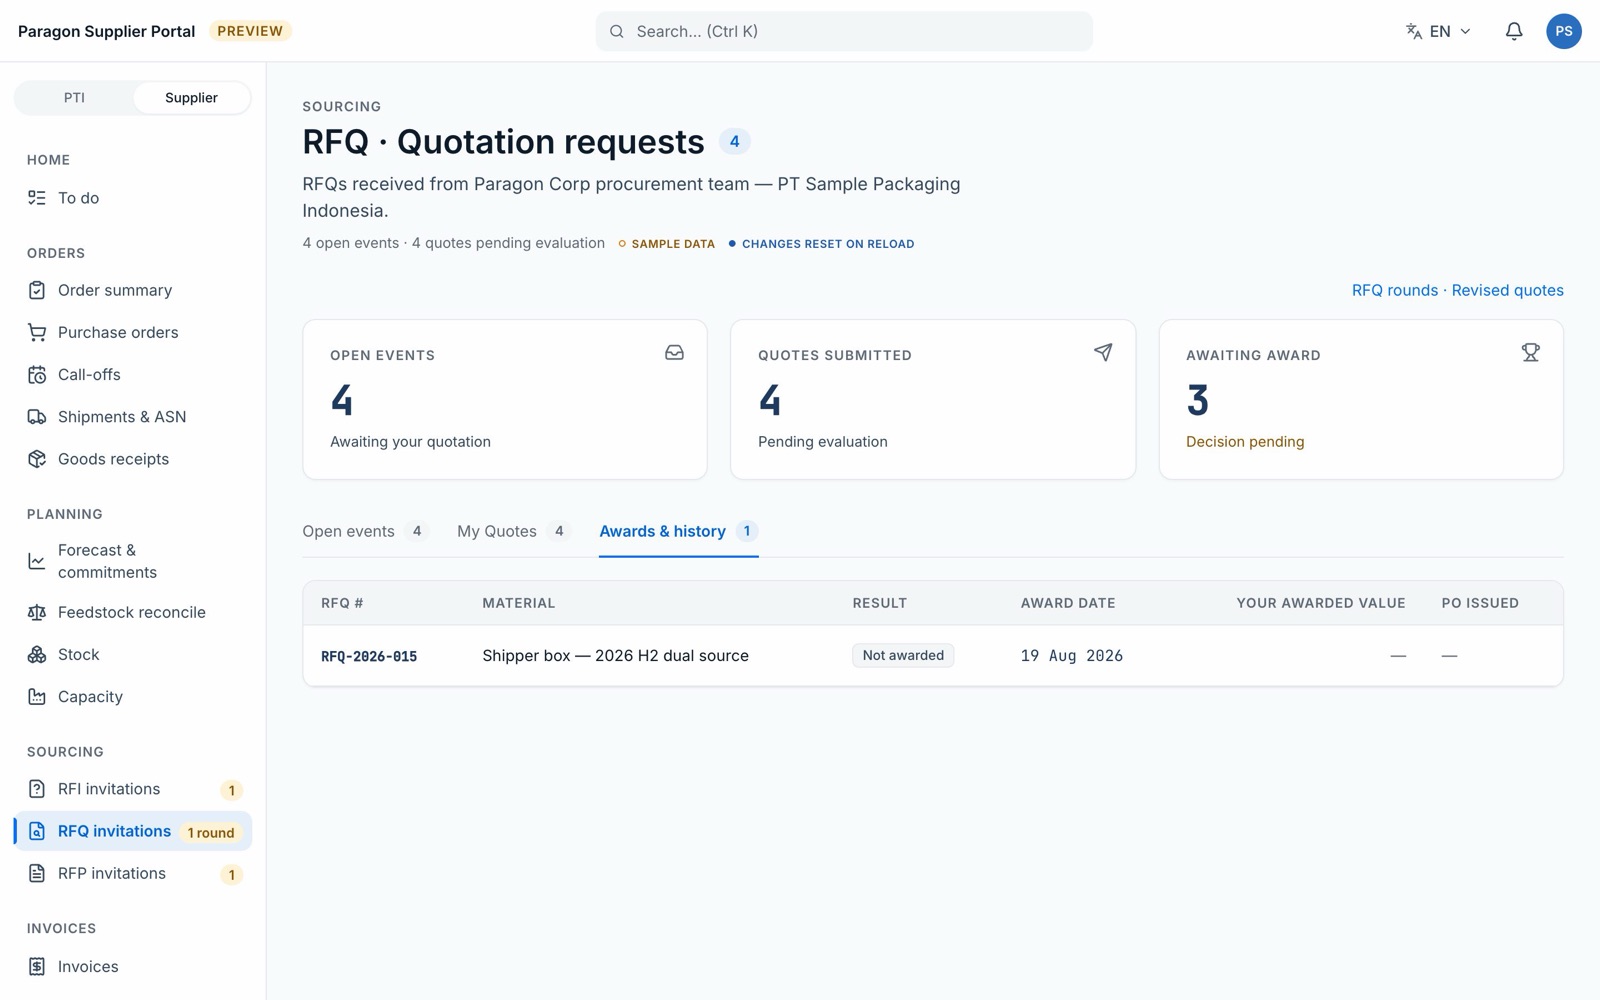 Paragon Supplier Portal
PREVIEW
Search... (Ctrl K)
EN
PS
PTI
Supplier
HOME
To do
ORDERS
Order summary
Purchase orders
Call-offs
Shipments & ASN
Goods receipts
PLANNING
Forecast &
commitments
Feedstock reconcile
Stock
Capacity
SOURCING
RFI invitations
1
RFQ invitations
1 round
RFP invitations
1
INVOICES
Invoices
SOURCING
RFQ · Quotation requests
4
RFQs received from Paragon Corp procurement team — PT Sample Packaging
Indonesia.
4 open events · 4 quotes pending evaluation
SAMPLE DATA
CHANGES RESET ON RELOAD
RFQ rounds · Revised quotes
OPEN EVENTS
4
Awaiting your quotation
QUOTES SUBMITTED
4
Pending evaluation
AWAITING AWARD
3
Decision pending
Open events 4
My Quotes 4
Awards & history 1
RFQ # MATERIAL RESULT AWARD DATE YOUR AWARDED VALUE PO ISSUED
RFQ-2026-015 Shipper box — 2026 H2 dual source Not awarded 19 Aug 2026 — —